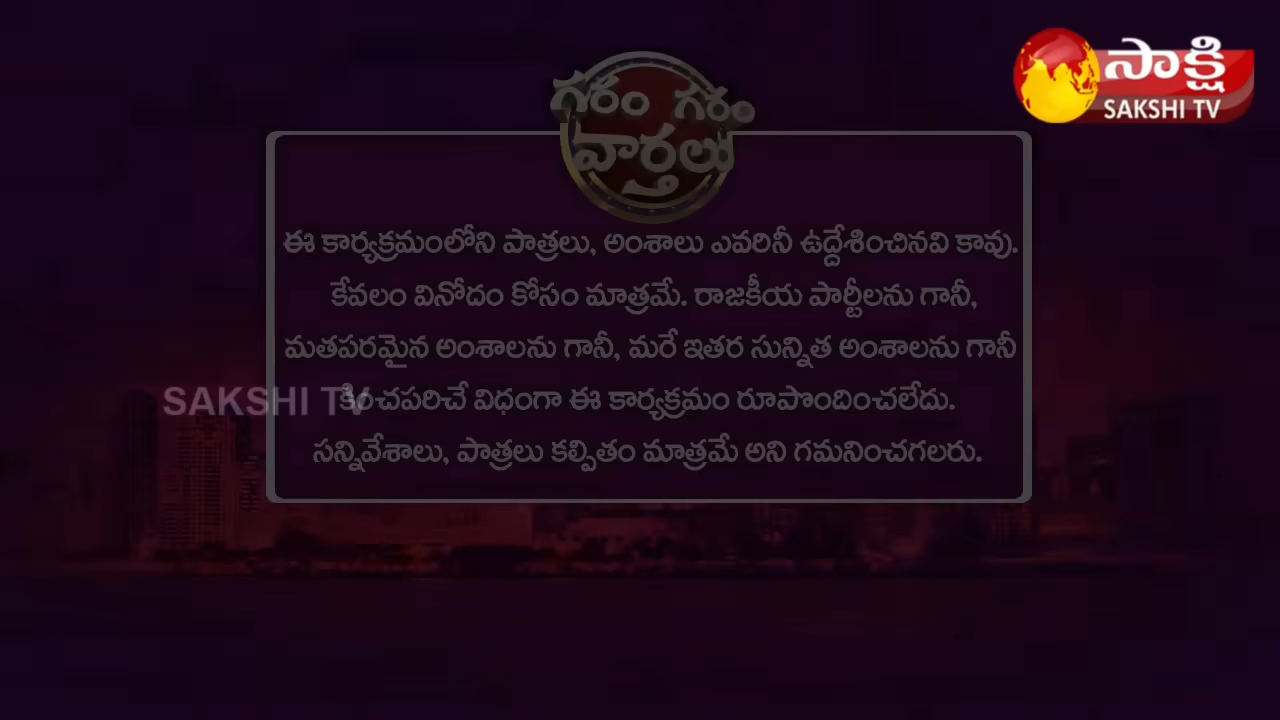 సాక్షి
SAKSHI TV
గరం గరం
వార్తలు
ఈ కార్యక్రమంలోని పాత్రలు, అంశాలు ఎవరినీ ఉద్దేశించినవి కావు.
కేవలం వినోదం కోసం మాత్రమే. రాజకీయ పార్టీలను గానీ,
మతపరమైన అంశాలను గానీ, మరే ఇతర సున్నిత అంశాలను గానీ
కించపరిచే విధంగా ఈ కార్యక్రమం రూపొందించలేదు.
SAKSHI TV
సన్నివేశాలు, పాత్రలు కల్పితం మాత్రమే అని గమనించగలరు.